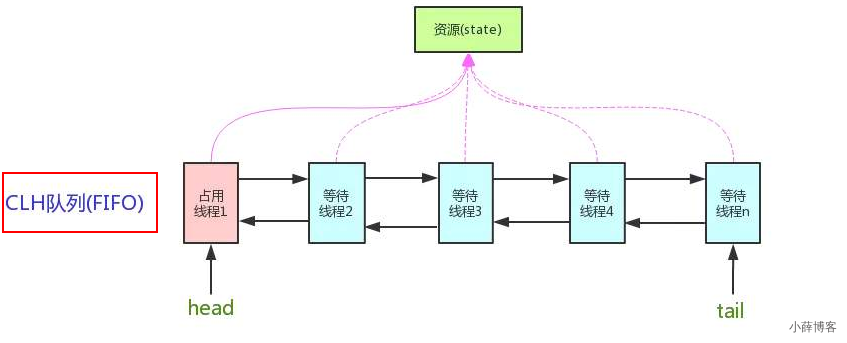 资源(state)
CLH队列(FIFO)
占用
线程1
等待
线程2
等待
线程3
等待
线程4
等待
线程n
head
tail
小薛博客